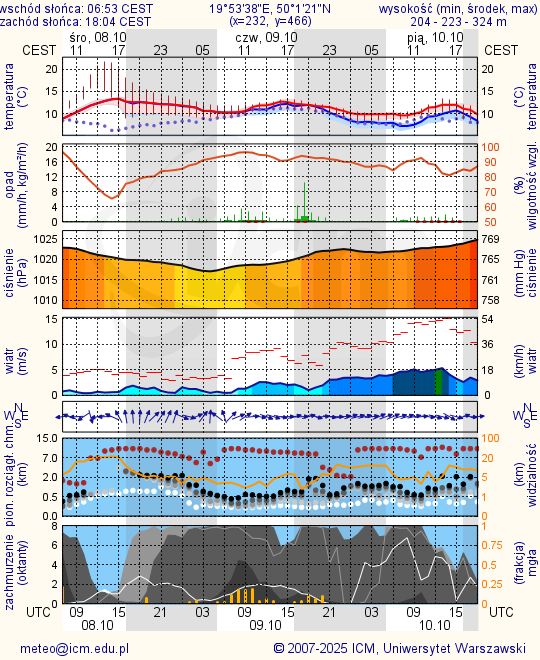 wschód słońca: 06:53 CEST 19°53'38"E, 50°1'21"N wysokość (min, środek, max)
zachód słońca: 18:04 CEST (x=232, y=466) 204 - 223 - 324 m
śro, 08.10 czw, 09.10 pią, 10.10
CEST 11 17 23 05 11 17 23 05 11 17 CEST
temperatura (°C)
20
15
10
temperatura (°C)
20
15
10
opad (mm/h, kg/m²/h)
20
16
12
8
4
0
100
90
80
70
60
50
(%) wilgotność wzgl.
ciśnienie (hPa)
1025
1020
1015
1010
769
765
761
758
(mm Hg) ciśnienie
wiatr (m/s)
15
10
5
0
54
36
18
0
(km/h) wiatr
N
W E
S
N
W E
S
pion. rozciągł. chm. (km)
15.0
7.0
2.0
0.5
0.0
100
20
5
1
0
(km) widzialność
zachmurzenie (oktanty)
8
6
4
2
0
1
0.75
0.5
0.25
0
(frakcja) mgła
UTC 09 15 21 03 09 15 21 03 09 15 UTC
08.10 09.10 10.10
meteo@icm.edu.pl © 2007-2025 ICM, Uniwersytet Warszawski